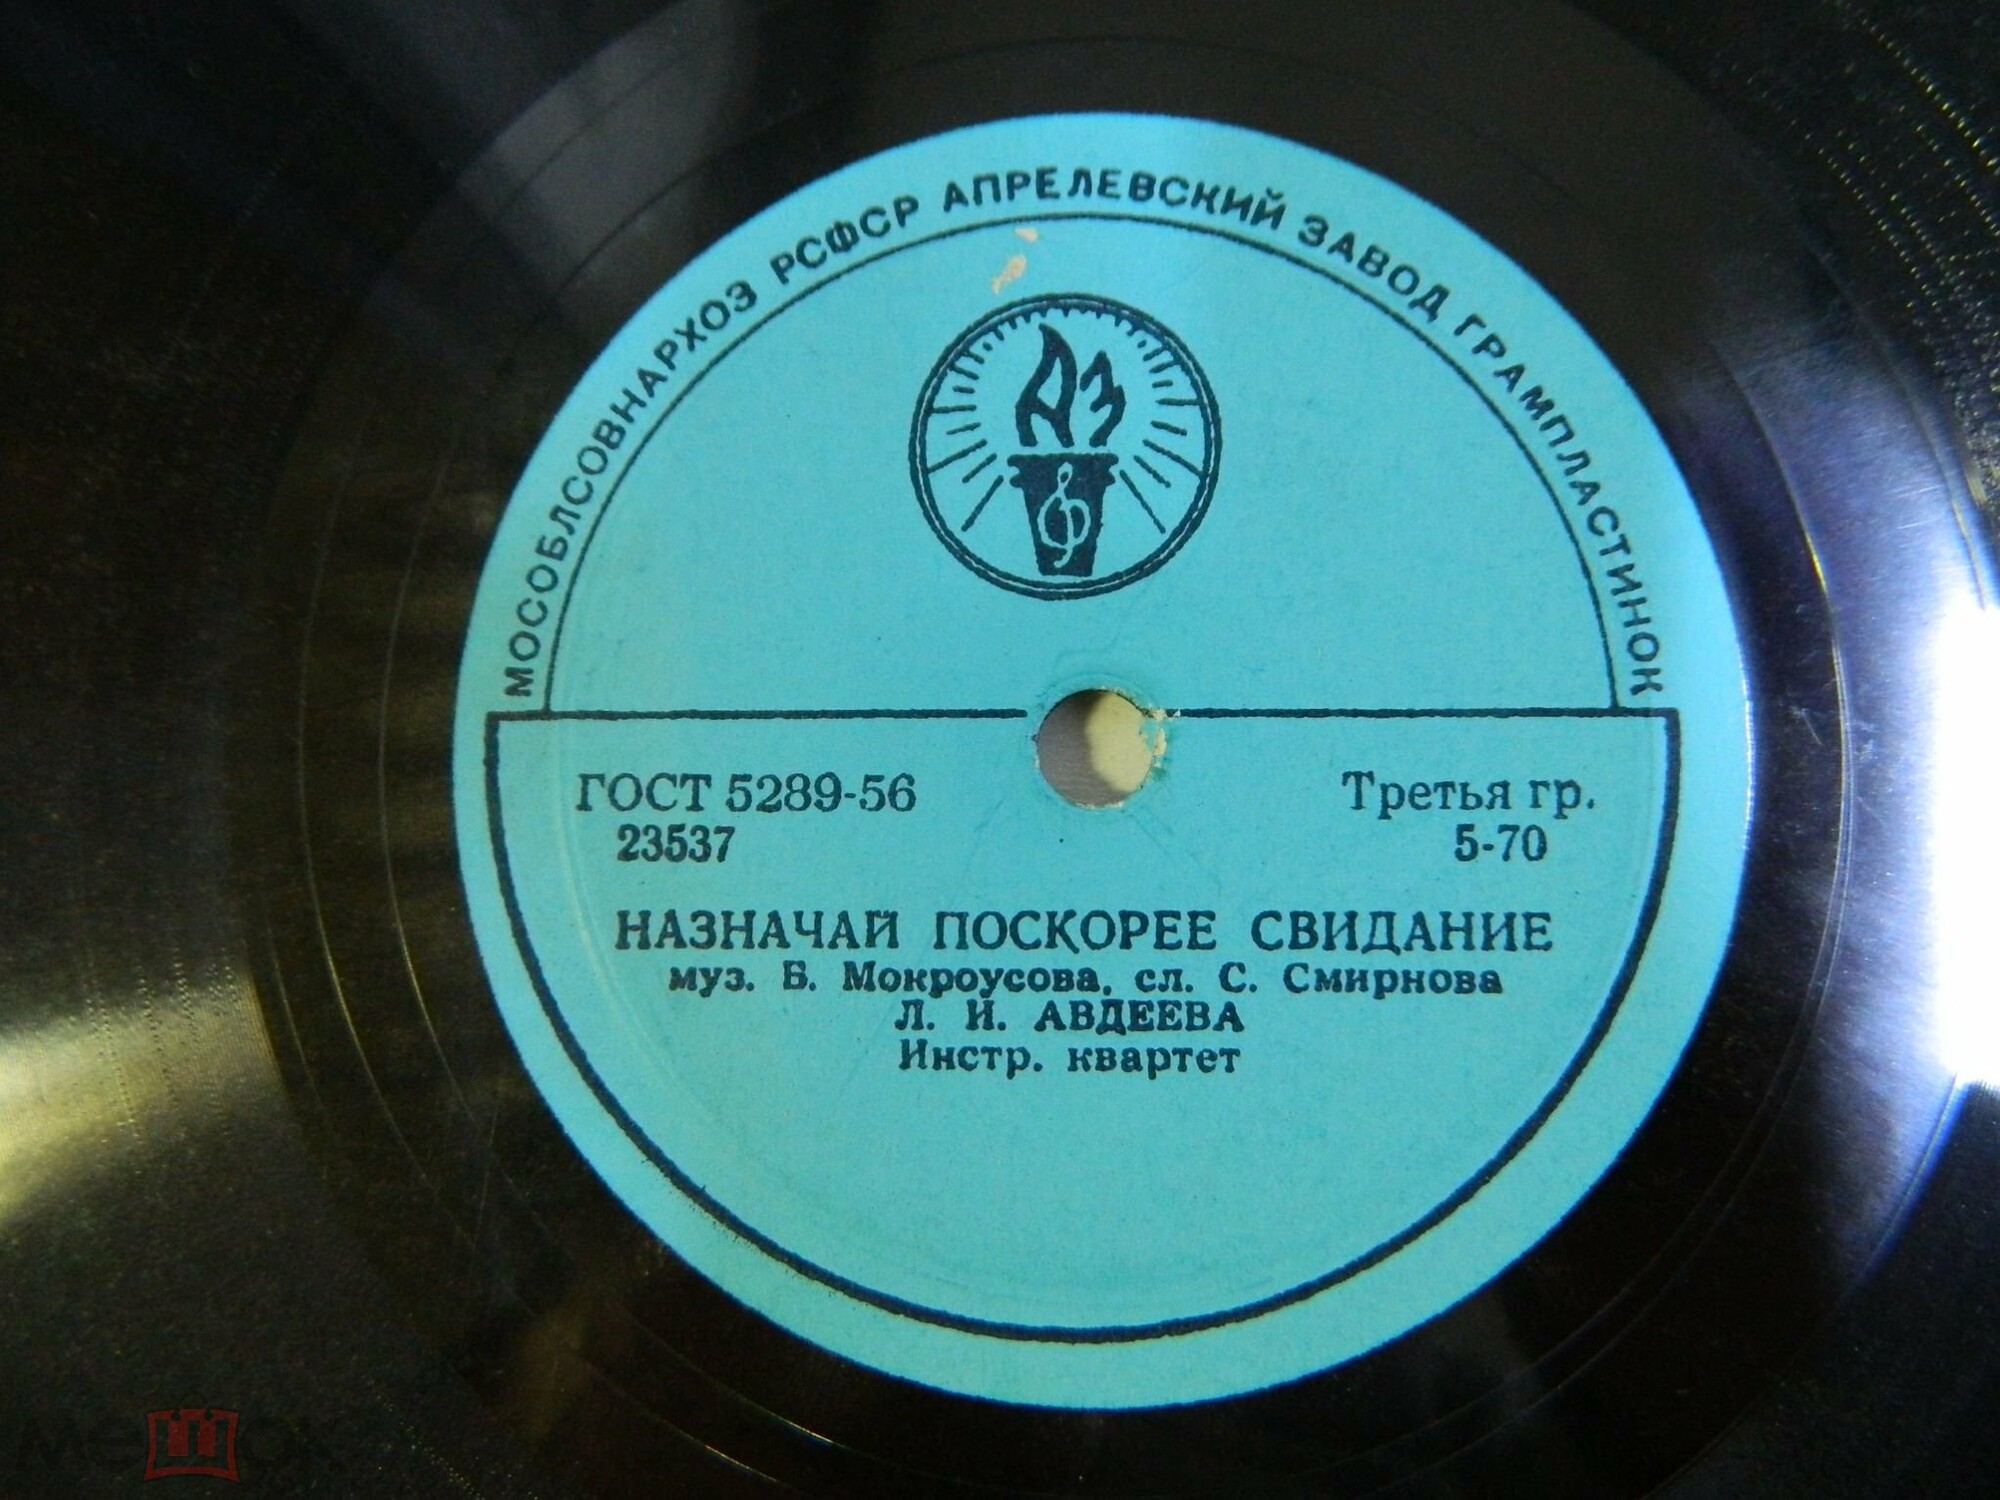 МОСОБЛСОВНАРХОЗ РСФСР АПРЕЛЕВСКИЙ ЗАВОД ГРАМПЛАСТИНОК
АЗ
ГОСТ 5289-56
Третья гр.
23537
5-70
НАЗНАЧАЙ ПОСКОРЕЕ СВИДАНИЕ
муз. Б. Мокроусова, сл. С. Смирнова
Л. И. АВДЕЕВА
Инстр. квартет
мешок